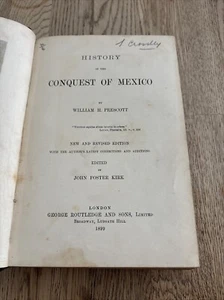 HISTORY
OF THE
CONQUEST OF MEXICO
BY
WILLIAM H. PRESCOTT
NEW AND REVISED EDITION
WITH THE AUTHOR'S LATEST CORRECTIONS AND ADDITIONS
EDITED
BY
JOHN FOSTER KIRK
LONDON
GEORGE ROUTLEDGE AND SONS, LIMITED
BROADWAY, LUDGATE HILL